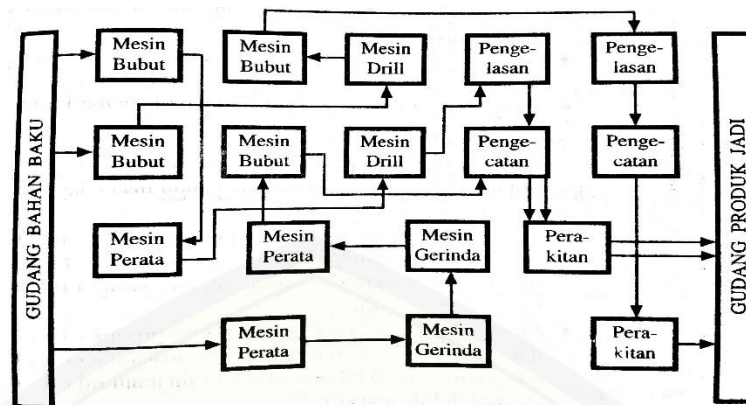 GUDANG BAHAN BAKU
Mesin
Bubut
Mesin
Bubut
Mesin
Drill
Penge-
lasan
Penge-
lasan
Mesin
Bubut
Mesin
Bubut
Mesin
Drill
Penge-
catan
Penge-
catan
Mesin
Perata
Mesin
Perata
Mesin
Gerinda
Pera-
kitan
Mesin
Perata
Mesin
Gerinda
Pera-
kitan
GUDANG PRODUK JADI